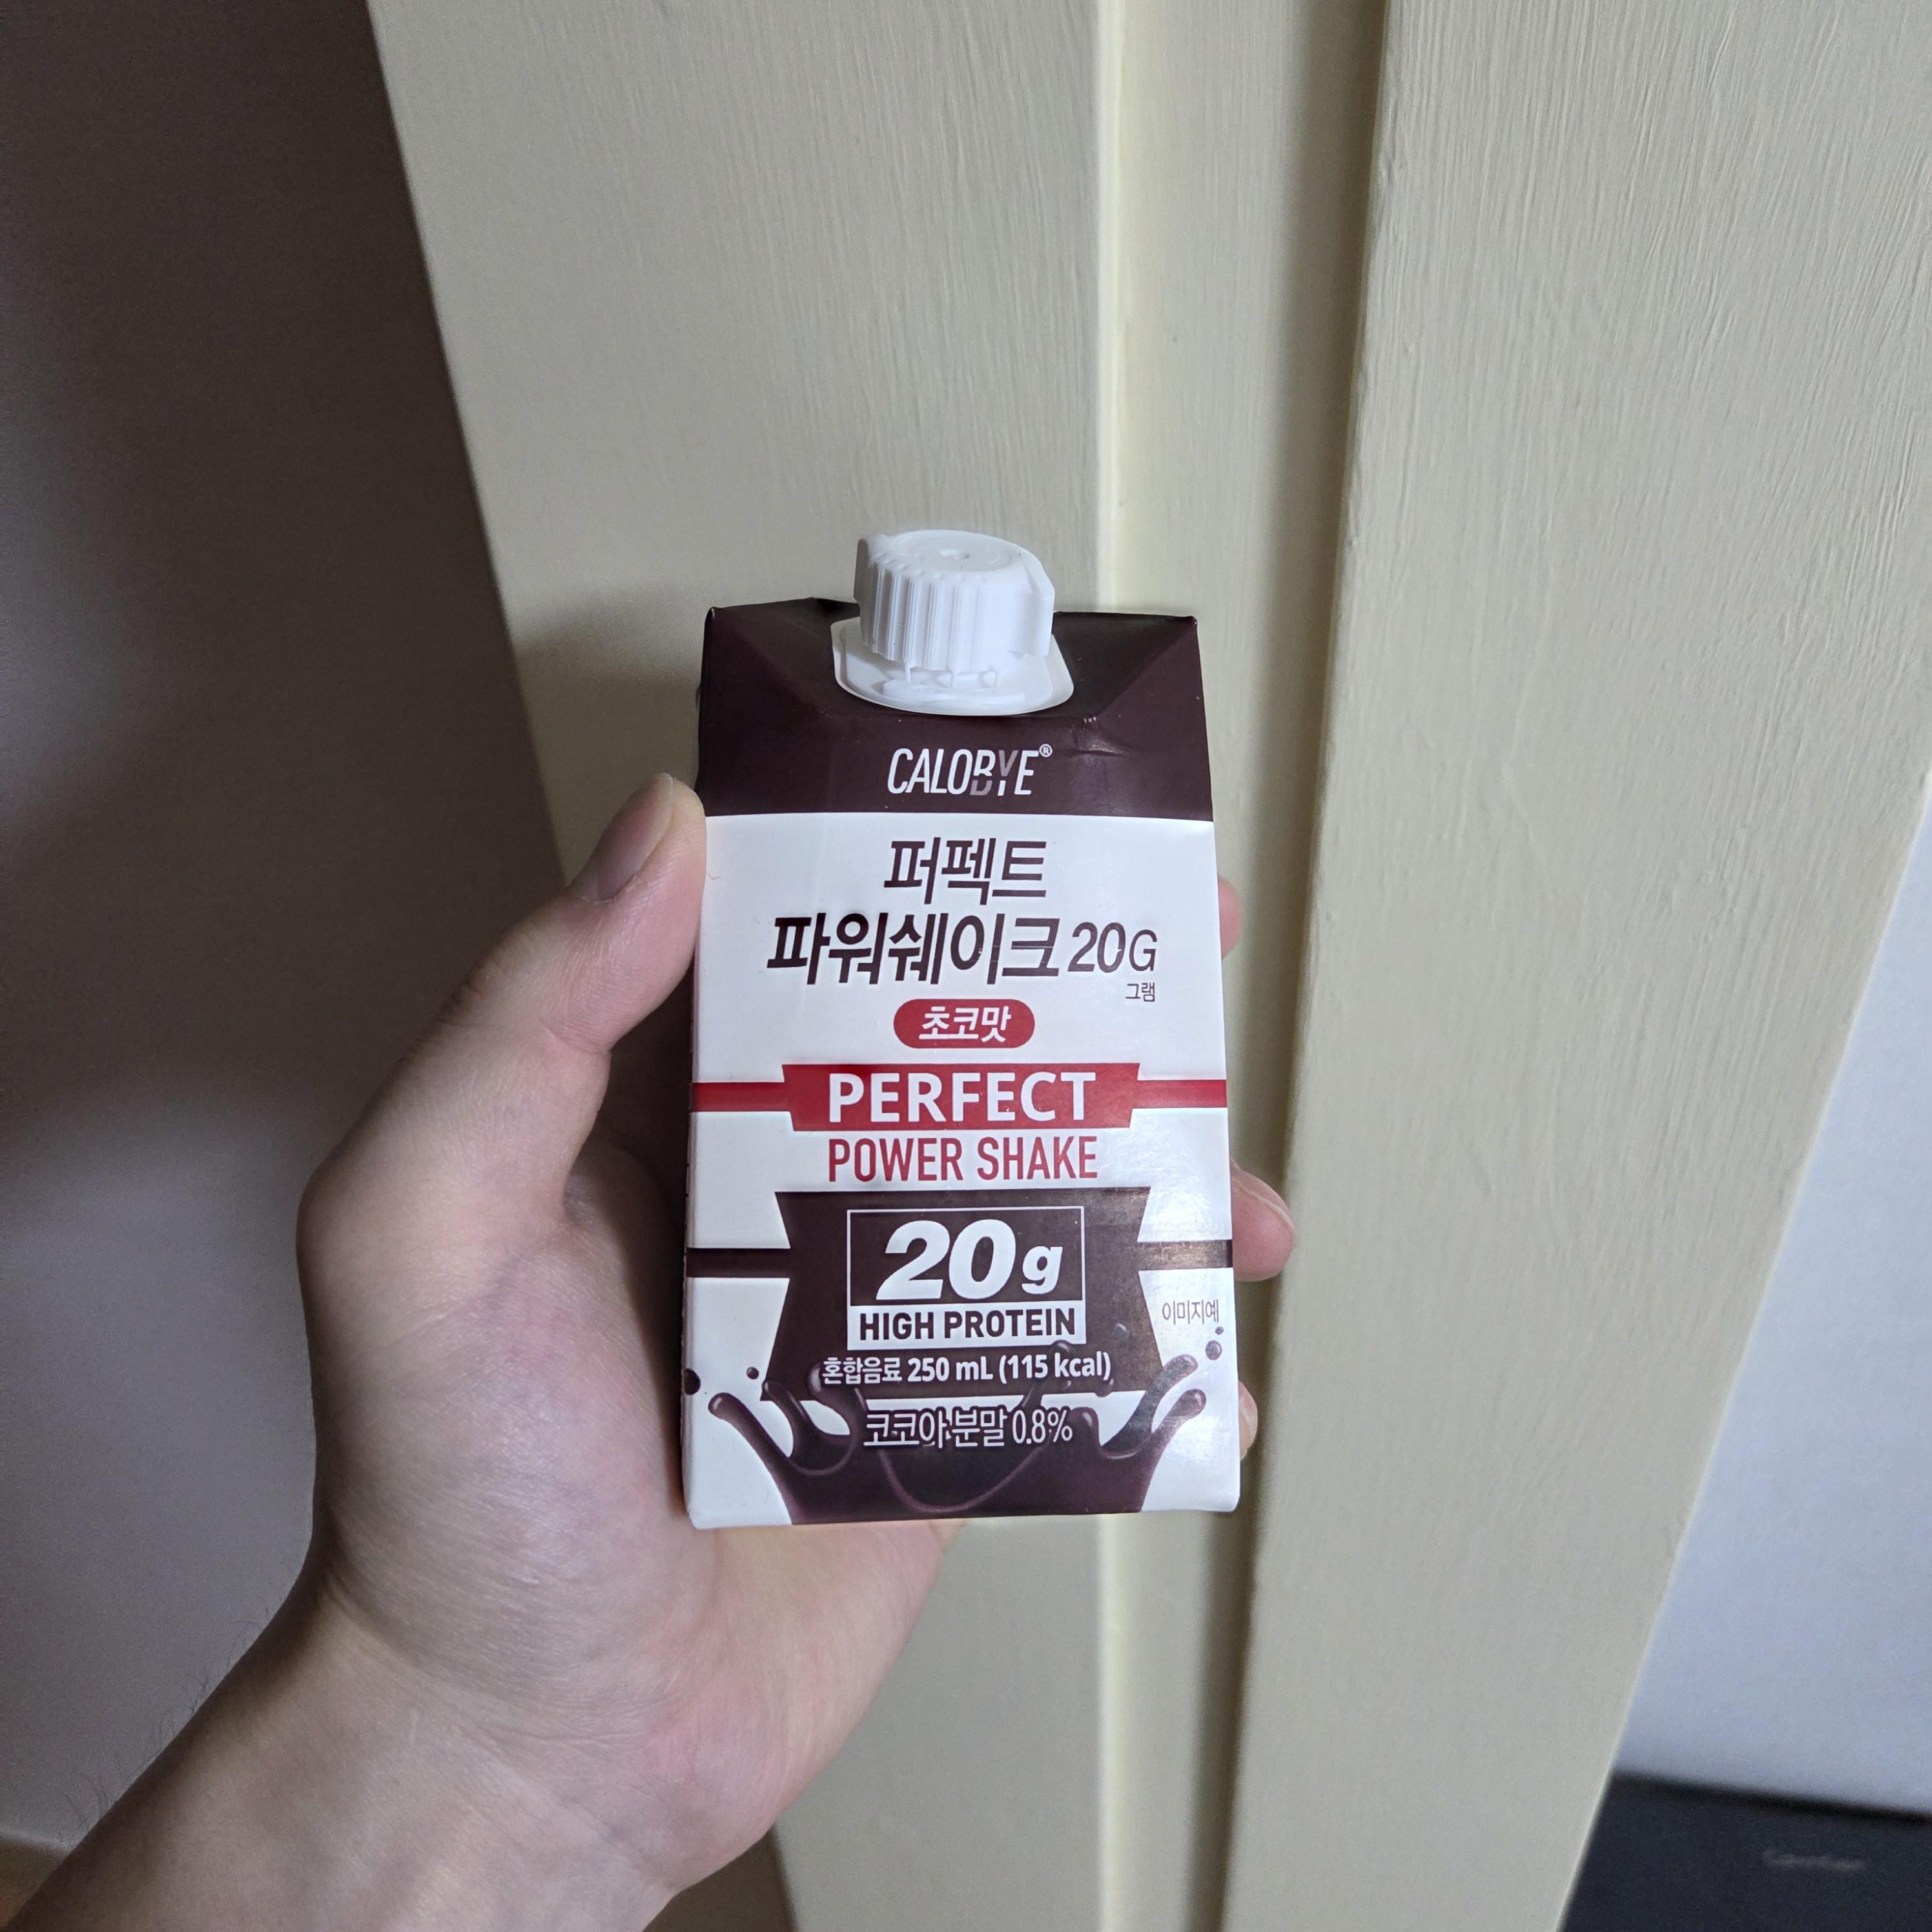 CALOBYE®
퍼펙트
파워쉐이크 20G
그램
초코맛
PERFECT
POWER SHAKE
20g
HIGH PROTEIN
이미지예
혼합음료 250 mL (115 kcal)
코코아분말 0.8%